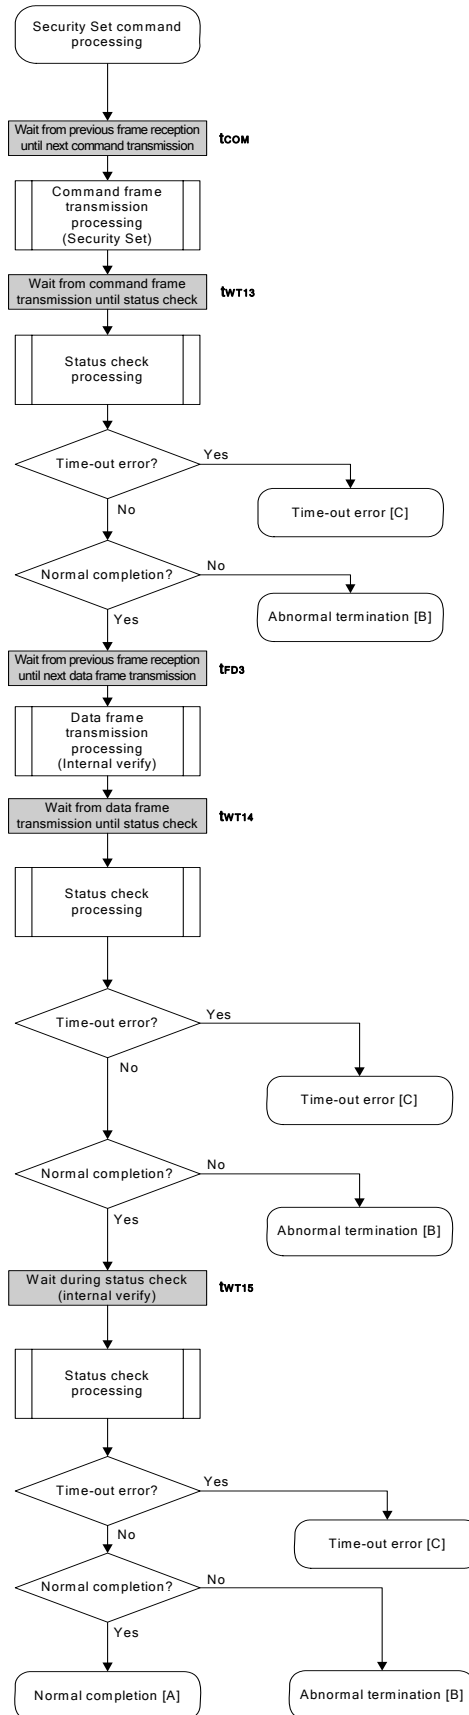 Security Set command
processing
Wait from previous frame reception
until next command transmission
tCOM
Command frame
transmission
processing
(Security Set)
Wait from command frame
transmission until status check
tWT13
Status check
processing
Time-out error?
Yes
No
Time-out error [C]
Normal completion?
No
Yes
Abnormal termination [B]
Wait from previous frame reception
until next data frame transmission
tFD3
Data frame
transmission
processing
(Internal verify)
Wait from data frame
transmission until status check
tWT14
Status check
processing
Time-out error?
Yes
No
Time-out error [C]
Normal completion?
No
Yes
Abnormal termination [B]
Wait during status check
(internal verify)
tWT15
Status check
processing
Time-out error?
Yes
No
Time-out error [C]
Normal completion?
No
Yes
Normal completion [A]
Abnormal termination [B]